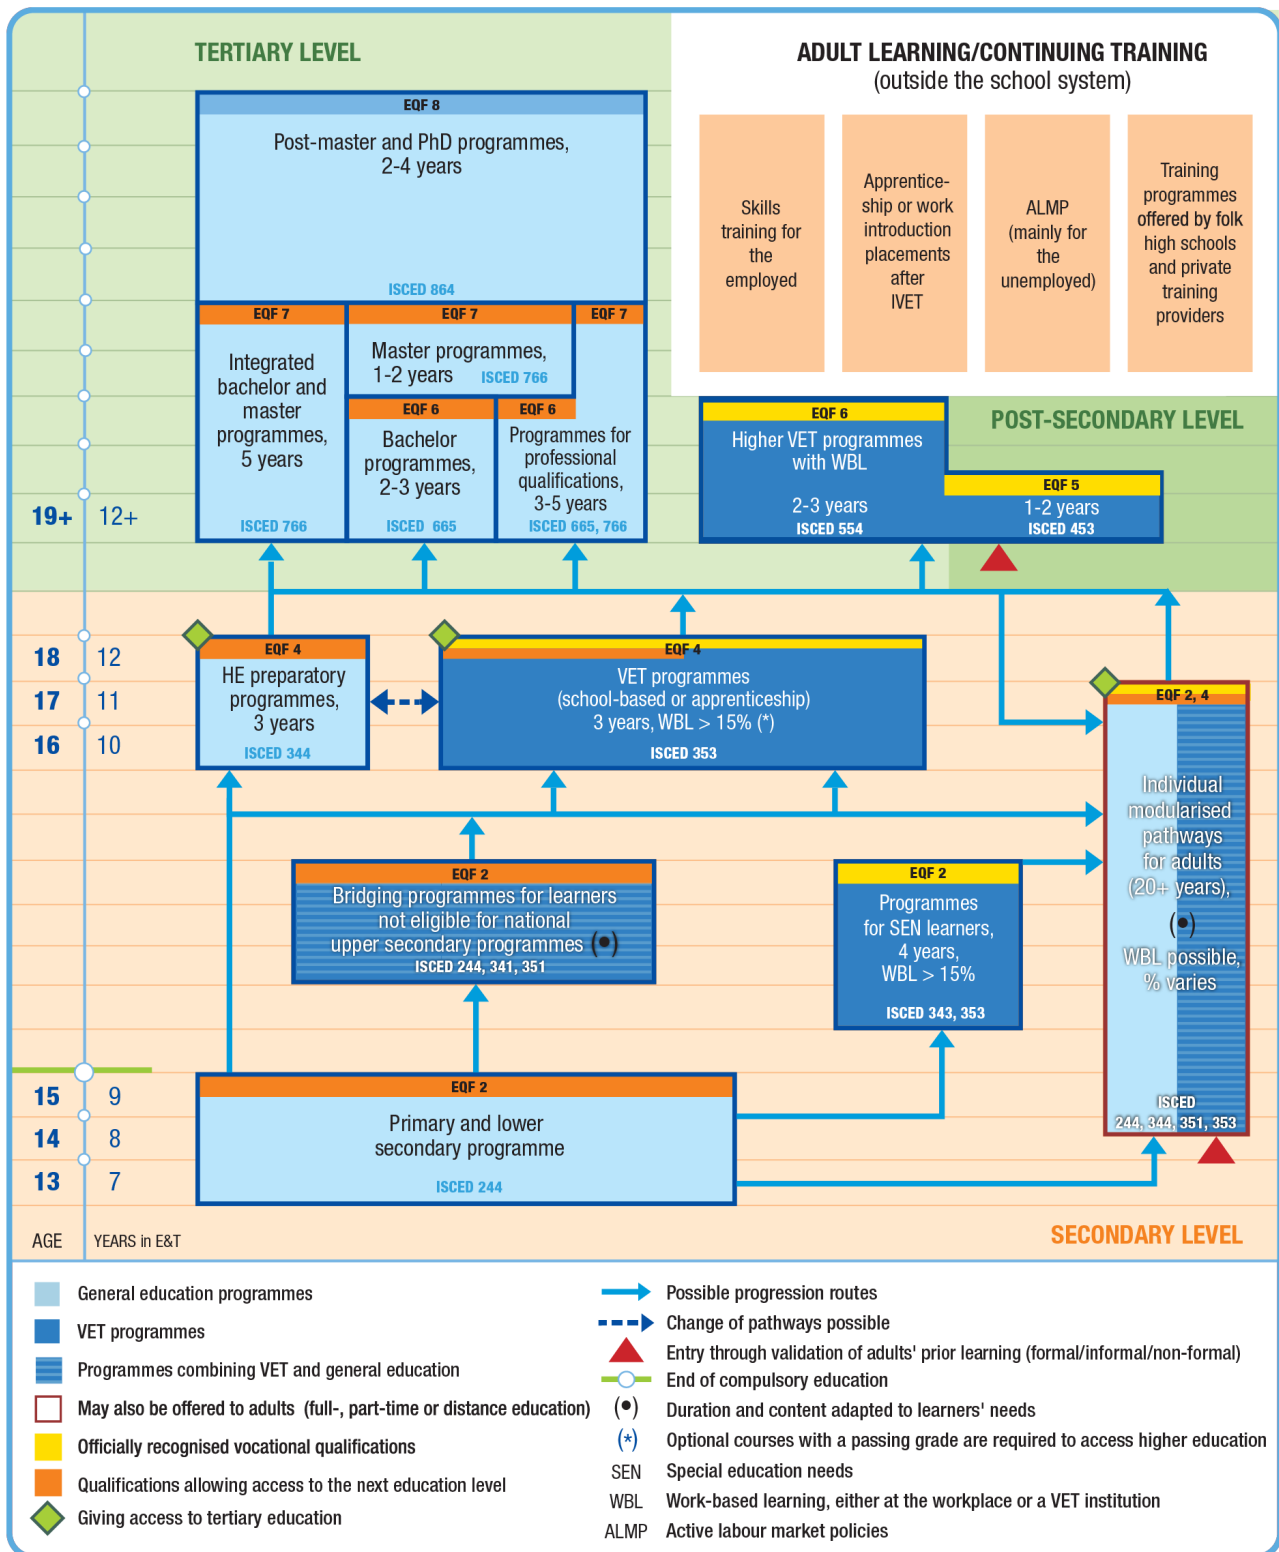 TERTIARY LEVEL
ADULT LEARNING/CONTINUING TRAINING
(outside the school system)
EQF 8
Post-master and PhD programmes,
2-4 years
ISCED 864
Skills
training for
the
employed
Apprentice-
ship or work
introduction
placements
after
IVET
ALMP
(mainly for
the
unemployed)
Training
programmes
offered by folk
high schools
and private
training
providers
EQF 7
Integrated
bachelor and
master
programmes,
5 years
ISCED 766
EQF 7
Master programmes,
1-2 years ISCED 766
EQF 7
EQF 6
Bachelor
programmes,
2-3 years
ISCED 665
EQF 6
Programmes for
professional
qualifications,
3-5 years
ISCED 665, 766
EQF 6
Higher VET programmes
with WBL
2-3 years
ISCED 554
POST-SECONDARY LEVEL
EQF 5
1-2 years
ISCED 453
19+ 12+
18 12
17 11
16 10
EQF 4
HE preparatory
programmes,
3 years
ISCED 344
EQF 4
VET programmes
(school-based or apprenticeship)
3 years, WBL > 15% (*)
ISCED 353
EQF 2, 4
Individual
modularised
pathways
for adults
(20+ years),
(•)
WBL possible,
% varies
ISCED
244, 344, 351, 353
EQF 2
Bridging programmes for learners
not eligible for national
upper secondary programmes (•)
ISCED 244, 341, 351
EQF 2
Programmes
for SEN learners,
4 years,
WBL > 15%
ISCED 343, 353
15 9
14 8
13 7
EQF 2
Primary and lower
secondary programme
ISCED 244
AGE YEARS in E&T
SECONDARY LEVEL
General education programmes
VET programmes
Programmes combining VET and general education
May also be offered to adults (full-, part-time or distance education)
Officially recognised vocational qualifications
Qualifications allowing access to the next education level
Giving access to tertiary education
Possible progression routes
Change of pathways possible
Entry through validation of adults' prior learning (formal/informal/non-formal)
End of compulsory education
(•) Duration and content adapted to learners' needs
(*) Optional courses with a passing grade are required to access higher education
SEN Special education needs
WBL Work-based learning, either at the workplace or a VET institution
ALMP Active labour market policies